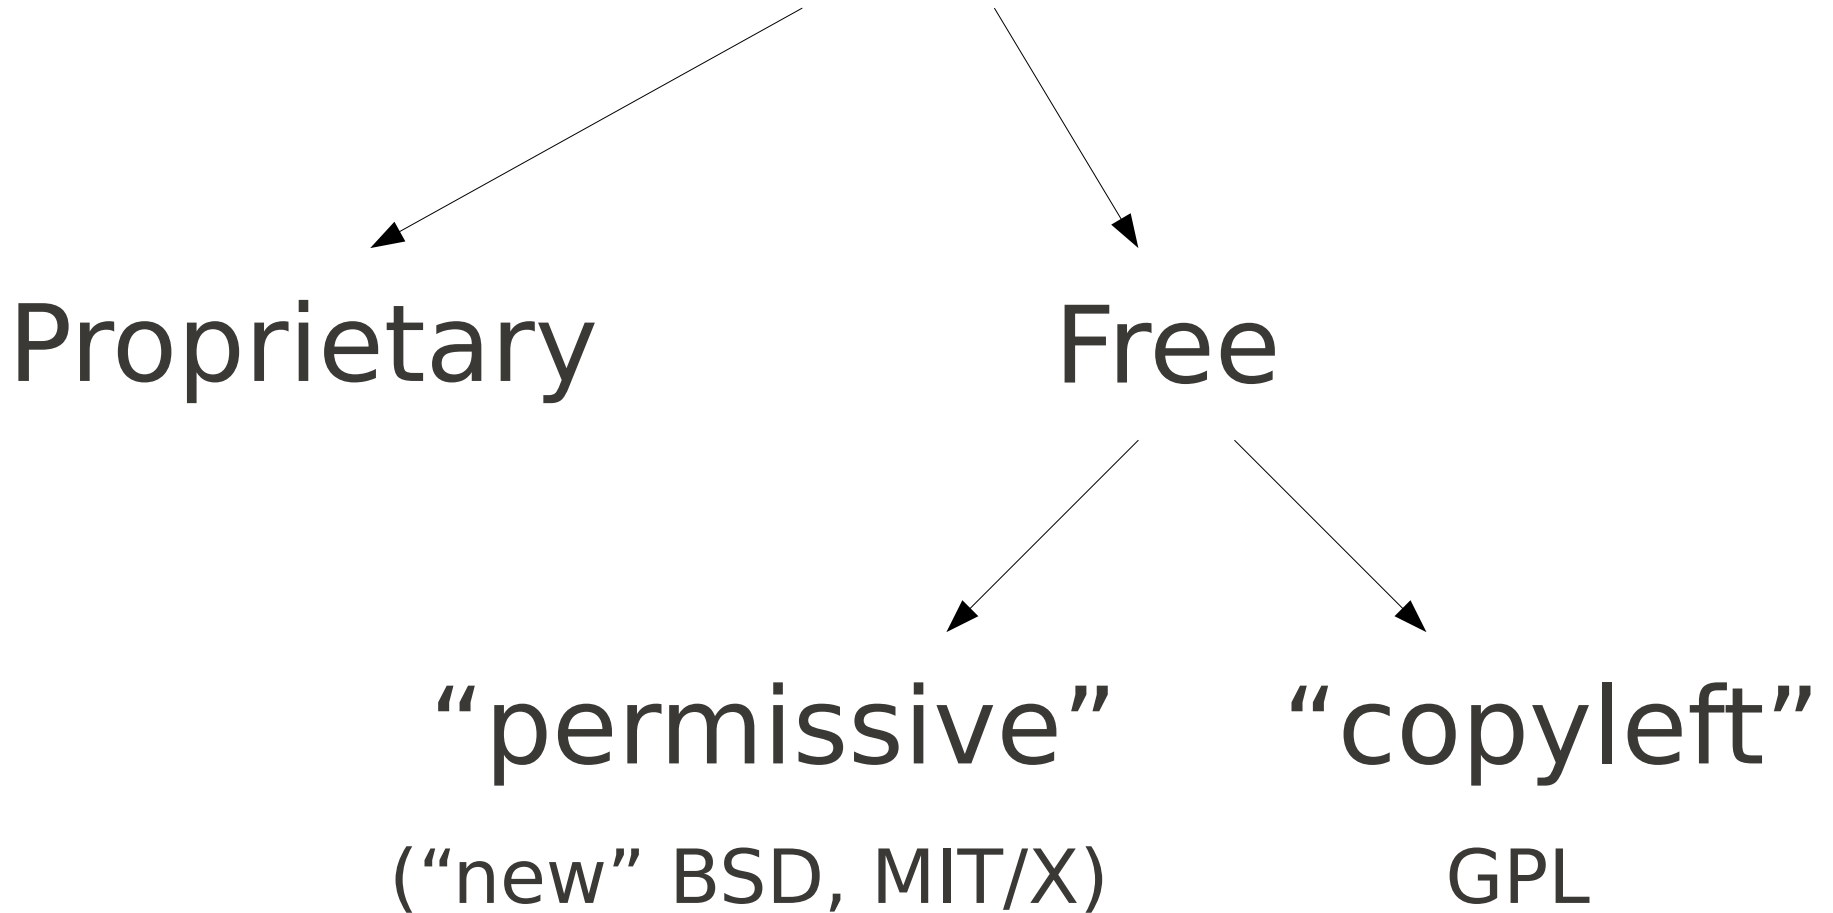 Proprietary
Free
“permissive”
“copyleft”
(“new” BSD, MIT/X)
GPL